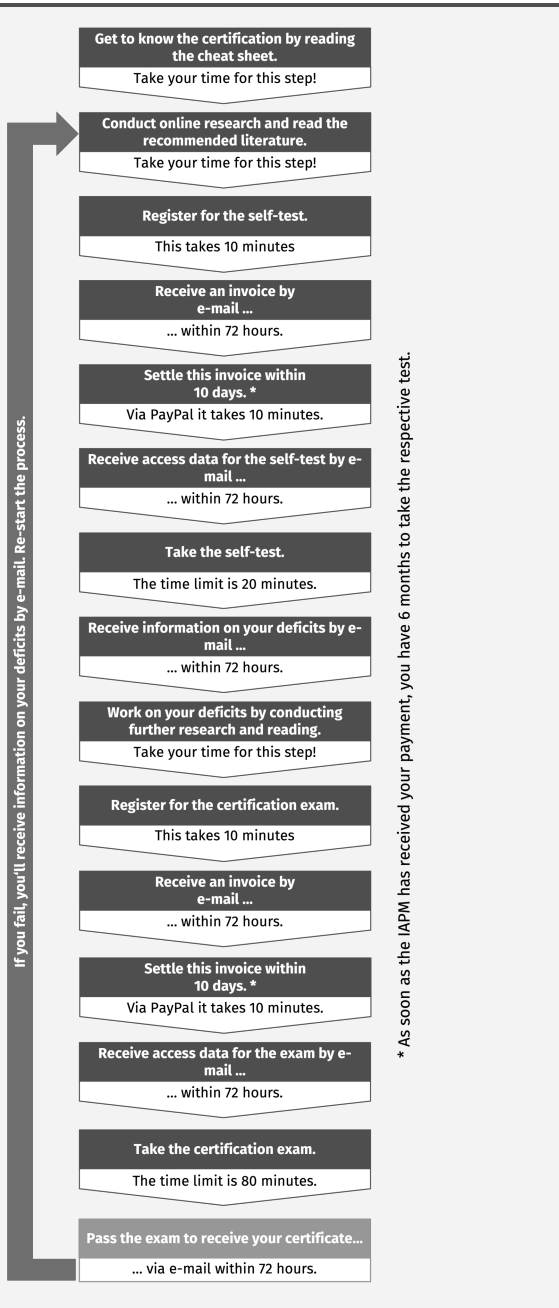 Get to know the certification by reading
the cheat sheet.
Take your time for this step!
Conduct online research and read the
recommended literature.
Take your time for this step!
Register for the self-test.
This takes 10 minutes
Receive an invoice by
e-mail ...
... within 72 hours.
Settle this invoice within
10 days. *
Via PayPal it takes 10 minutes.
Receive access data for the self-test by e-
mail ...
... within 72 hours.
Take the self-test.
The time limit is 20 minutes.
Receive information on your deficits by e-
mail ...
... within 72 hours.
Work on your deficits by conducting
further research and reading.
Take your time for this step!
Register for the certification exam.
This takes 10 minutes
Receive an invoice by
e-mail ...
... within 72 hours.
Settle this invoice within
10 days. *
Via PayPal it takes 10 minutes.
Receive access data for the exam by e-
mail ...
... within 72 hours.
Take the certification exam.
The time limit is 80 minutes.
Pass the exam to receive your certificate...
... via e-mail within 72 hours.
If you fail, you'll receive information on your deficits by e-mail. Re-start the process.
* As soon as the IAPM has received your payment, you have 6 months to take the respective test.